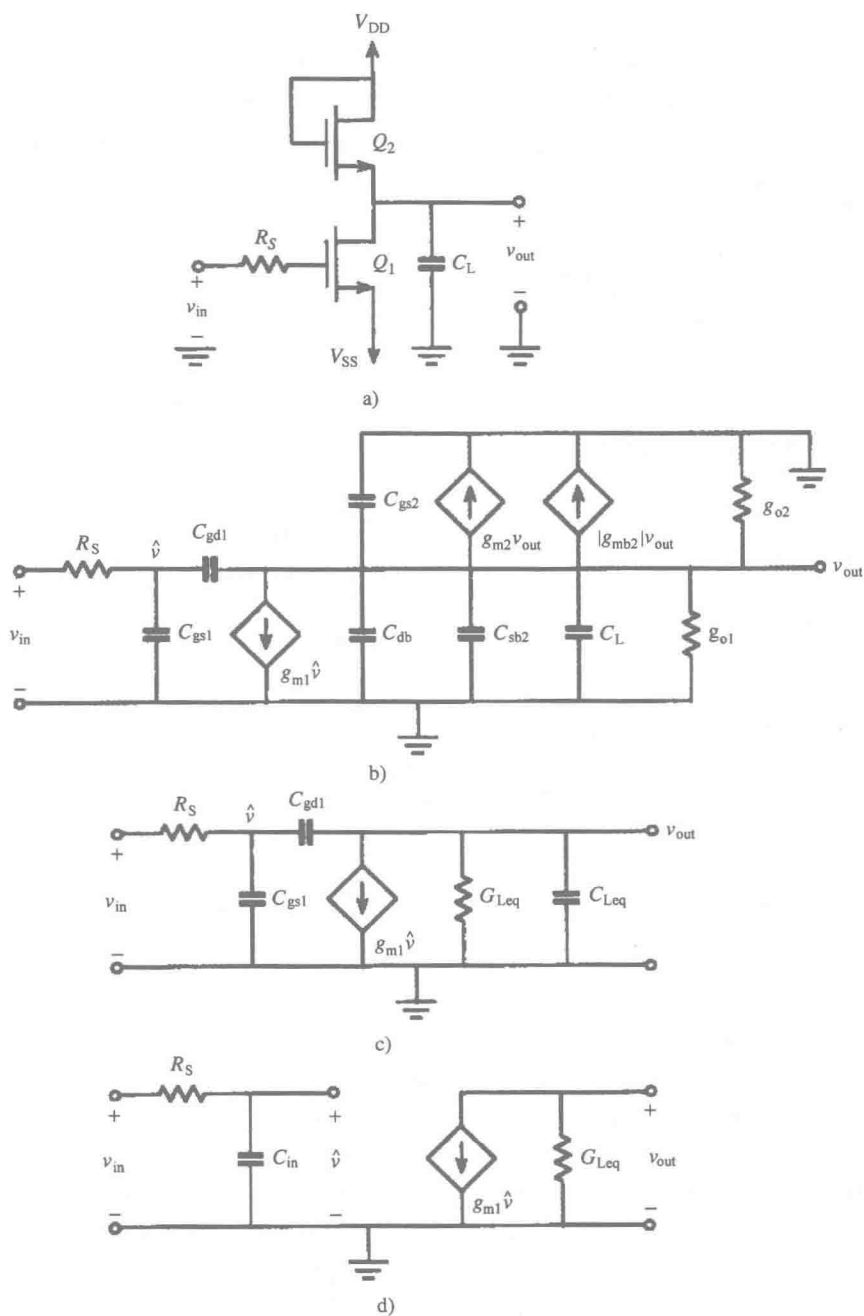 V_DD
Q_2
R_S
Q_1
C_L
+
v_in
−
+
v_out
−
V_SS
a)
C_gs2
g_m2 v_out
|g_mb2| v_out
g_o2
R_S
v̂
C_gd1
v_out
+
v_in
−
C_gs1
g_m1 v̂
C_db
C_sb2
C_L
g_o1
b)
R_S
v̂
C_gd1
v_out
+
v_in
−
C_gs1
g_m1 v̂
G_Leq
C_Leq
c)
R_S
+
v_in
−
C_in
+
v̂
−
g_m1 v̂
G_Leq
+
v_out
−
d)